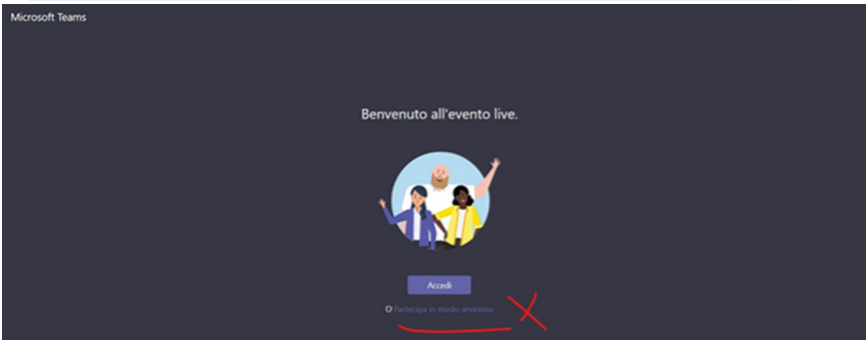 Microsoft Teams
Benvenuto all'evento live.
Accedi
O Partecipa in modo anonimo